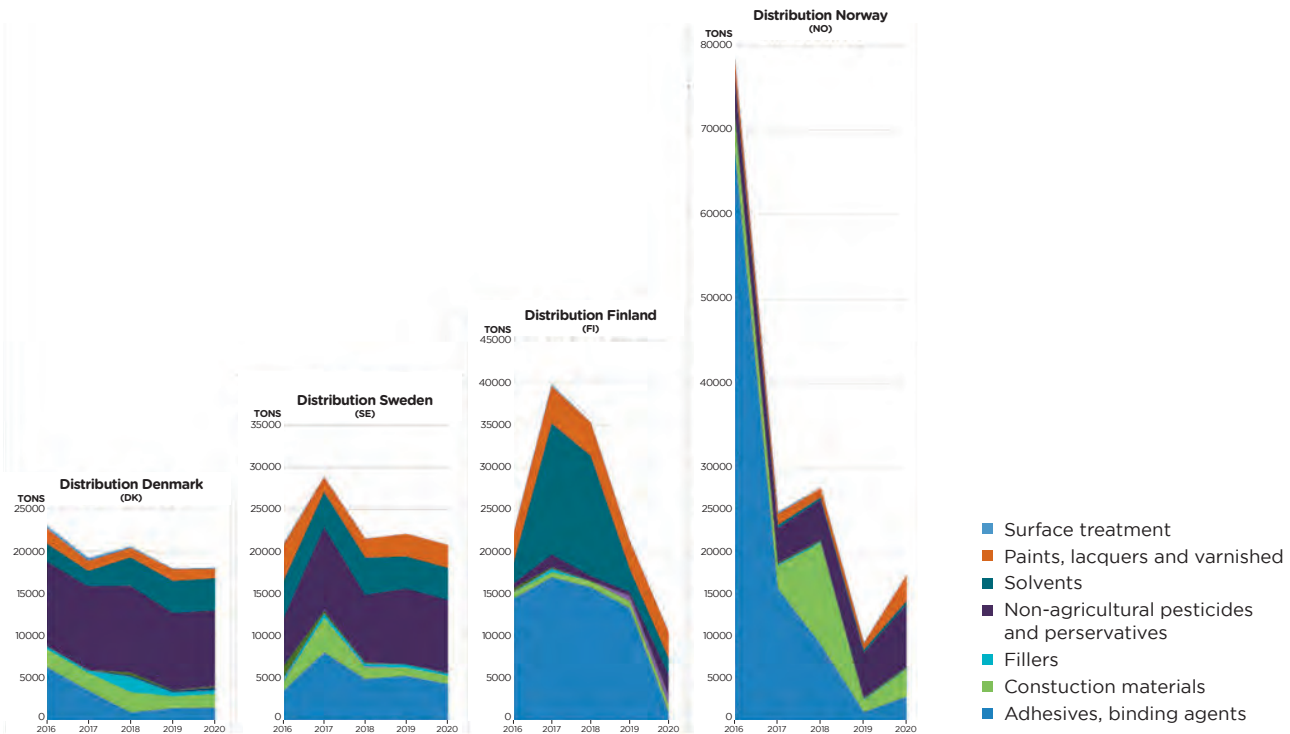 Distribution Denmark
(DK)
TONS
25000
20000
15000
10000
5000
0
2016 2017 2018 2019 2020
Distribution Sweden
(SE)
TONS
35000
30000
25000
20000
15000
10000
5000
0
2016 2017 2018 2019 2020
Distribution Finland
(FI)
TONS
45000
40000
35000
30000
25000
20000
15000
10000
5000
0
2016 2017 2018 2019 2020
Distribution Norway
(NO)
TONS
80000
70000
60000
50000
40000
30000
25000
20000
15000
10000
5000
0
2016 2017 2018 2019 2020
Surface treatment
Paints, lacquers and varnished
Solvents
Non-agricultural pesticides
and perservatives
Fillers
Constuction materials
Adhesives, binding agents